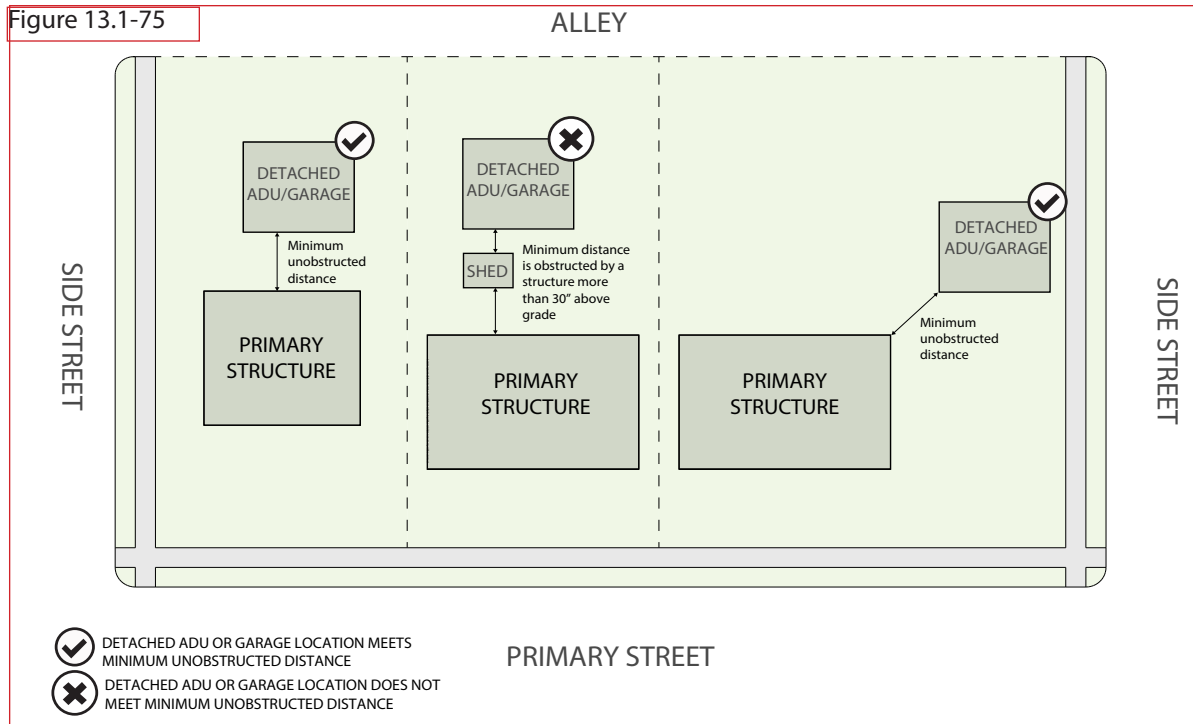 Figure 13.1-75
ALLEY
DETACHED
ADU/GARAGE
Minimum
unobstructed
distance
PRIMARY
STRUCTURE
DETACHED
ADU/GARAGE
SHED
Minimum distance
is obstructed by a
structure more
than 30” above
grade
PRIMARY
STRUCTURE
DETACHED
ADU/GARAGE
Minimum
unobstructed
distance
PRIMARY
STRUCTURE
SIDE STREET
SIDE STREET
DETACHED ADU OR GARAGE LOCATION MEETS
MINIMUM UNOBSTRUCTED DISTANCE
DETACHED ADU OR GARAGE LOCATION DOES NOT
MEET MINIMUM UNOBSTRUCTED DISTANCE
PRIMARY STREET